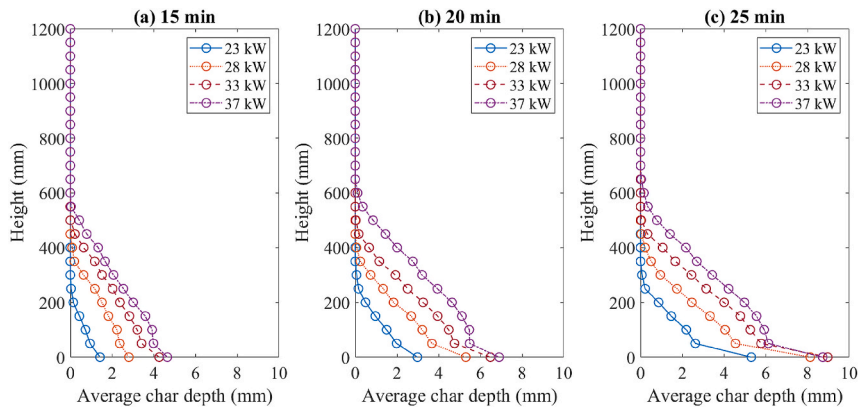 (a) 15 min
(b) 20 min
(c) 25 min
1200
1000
800
600
400
200
0
Height (mm)
23 kW
28 kW
33 kW
37 kW
0 2 4 6 8 10
Average char depth (mm)
1200
1000
800
600
400
200
0
Height (mm)
23 kW
28 kW
33 kW
37 kW
0 2 4 6 8 10
Average char depth (mm)
1200
1000
800
600
400
200
0
Height (mm)
23 kW
28 kW
33 kW
37 kW
0 2 4 6 8 10
Average char depth (mm)